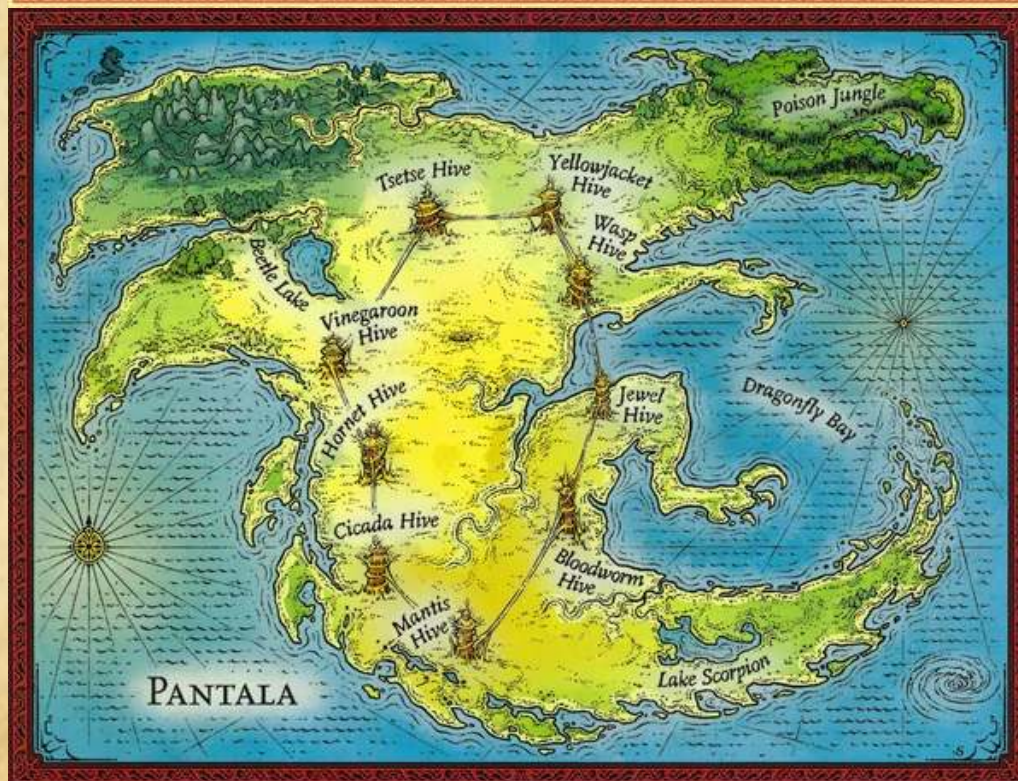 Poison Jungle
Tsetse Hive
Yellowjacket
Hive
Wasp
Hive
Beetle Lake
Vinegaroon
Hive
Hornet Hive
Jewel
Hive
Dragonfly Bay
Cicada Hive
Bloodworm
Hive
Mantis
Hive
Lake Scorpion
PANTALA